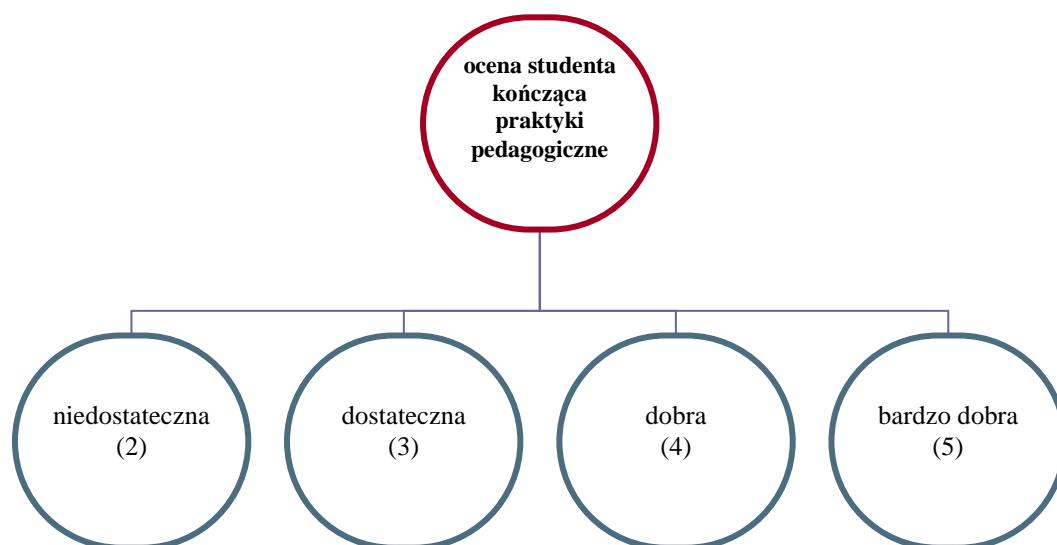 ocena studenta
kończąca
praktyki
pedagogiczne
niedostateczna
(2)
dostateczna
(3)
dobra
(4)
bardzo dobra
(5)